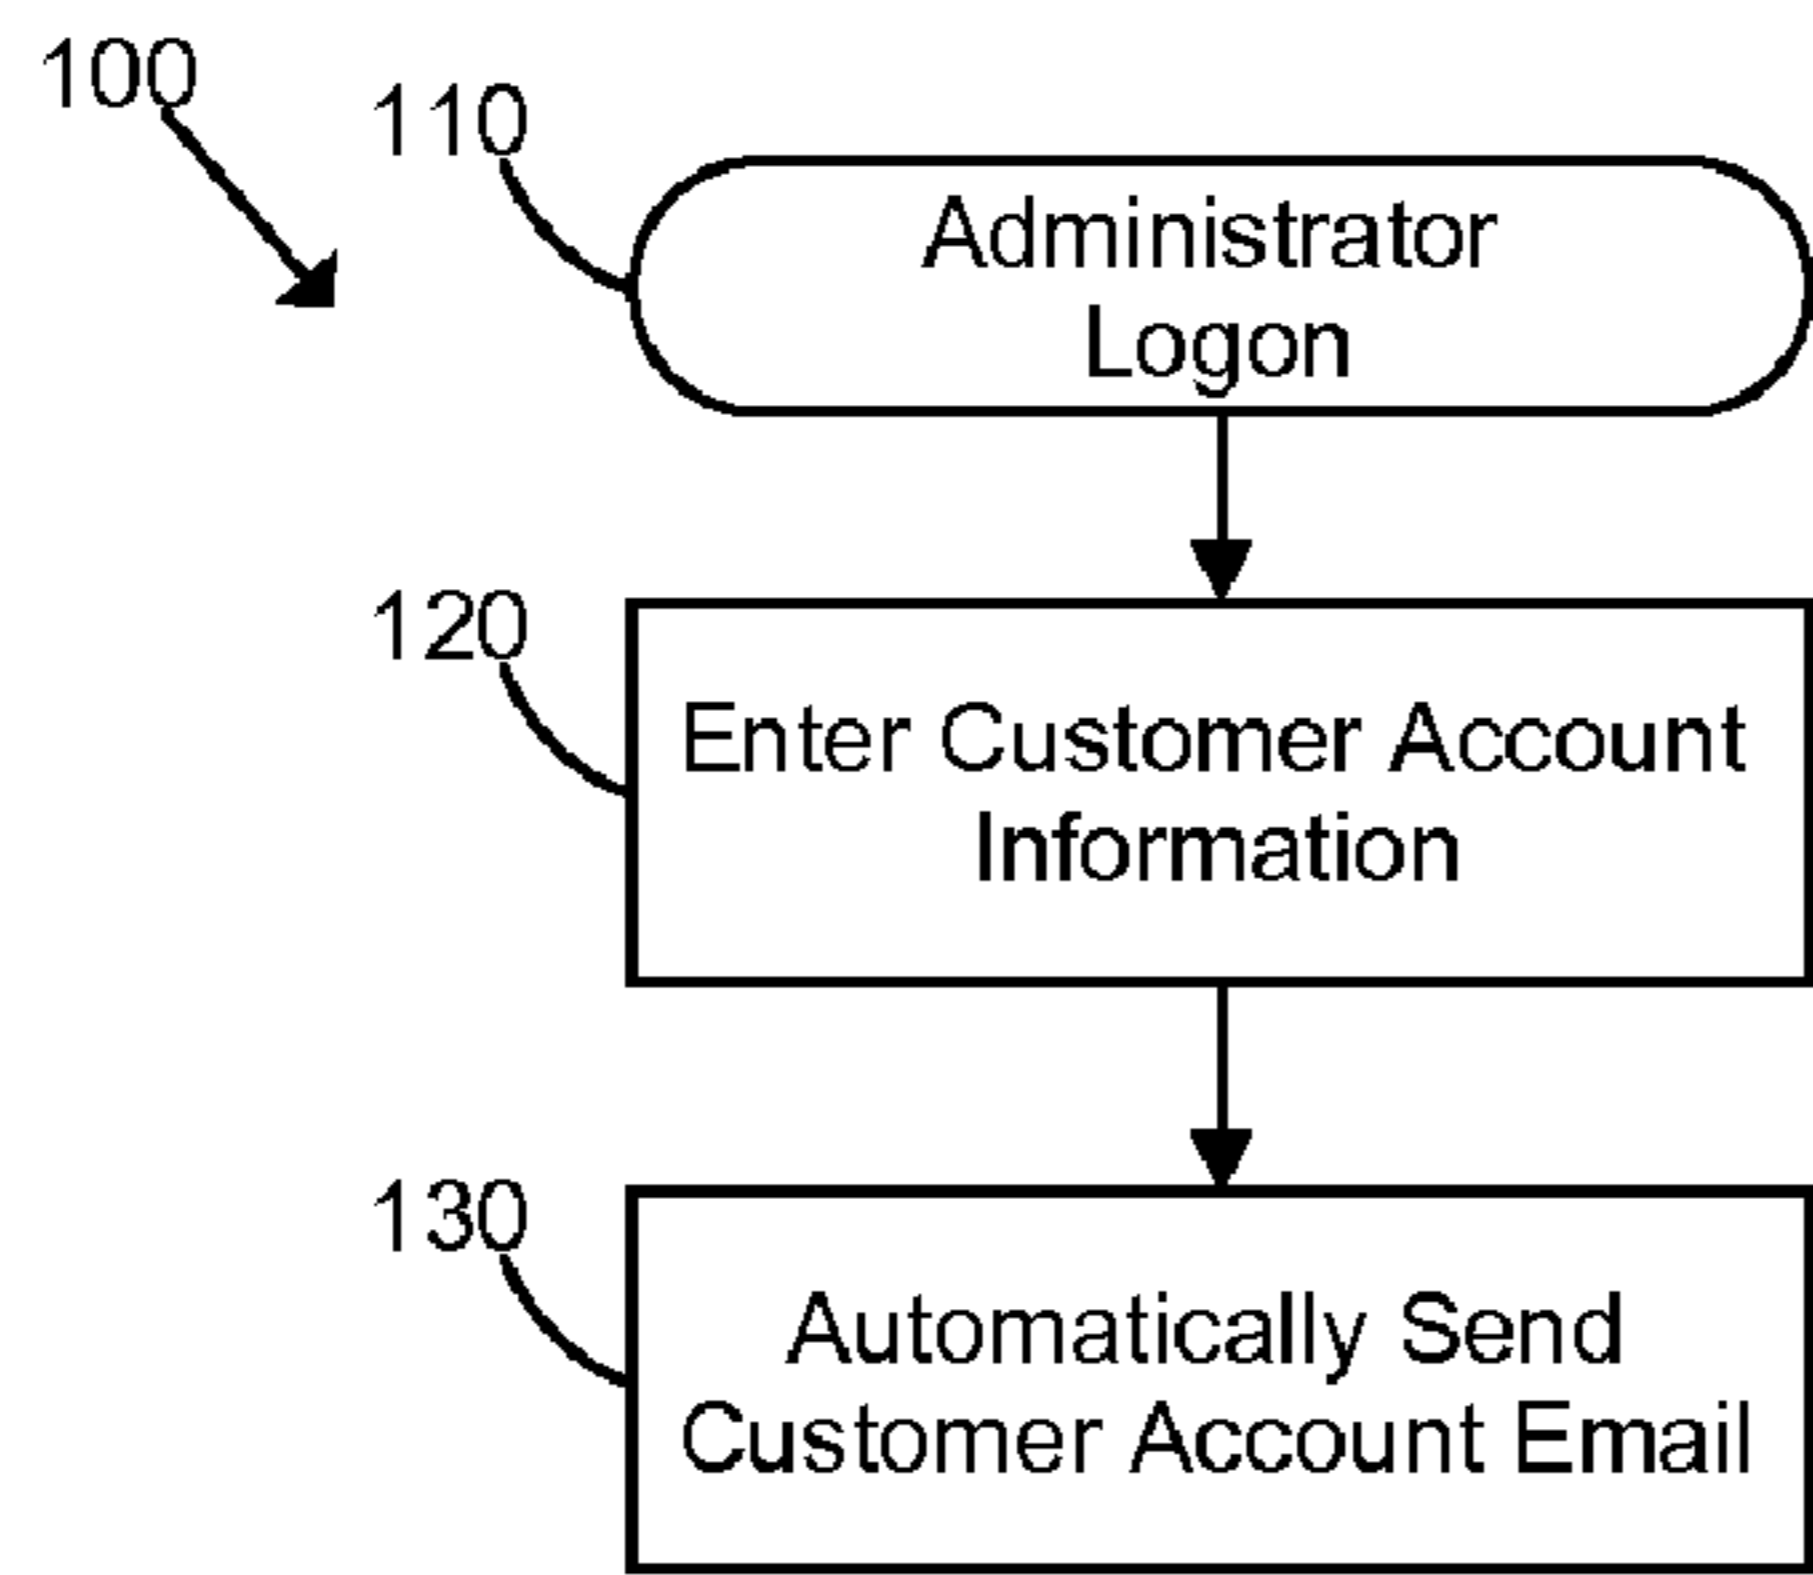 100
110
Administrator
Logon
120
Enter Customer Account
Information
130
Automatically Send
Customer Account Email